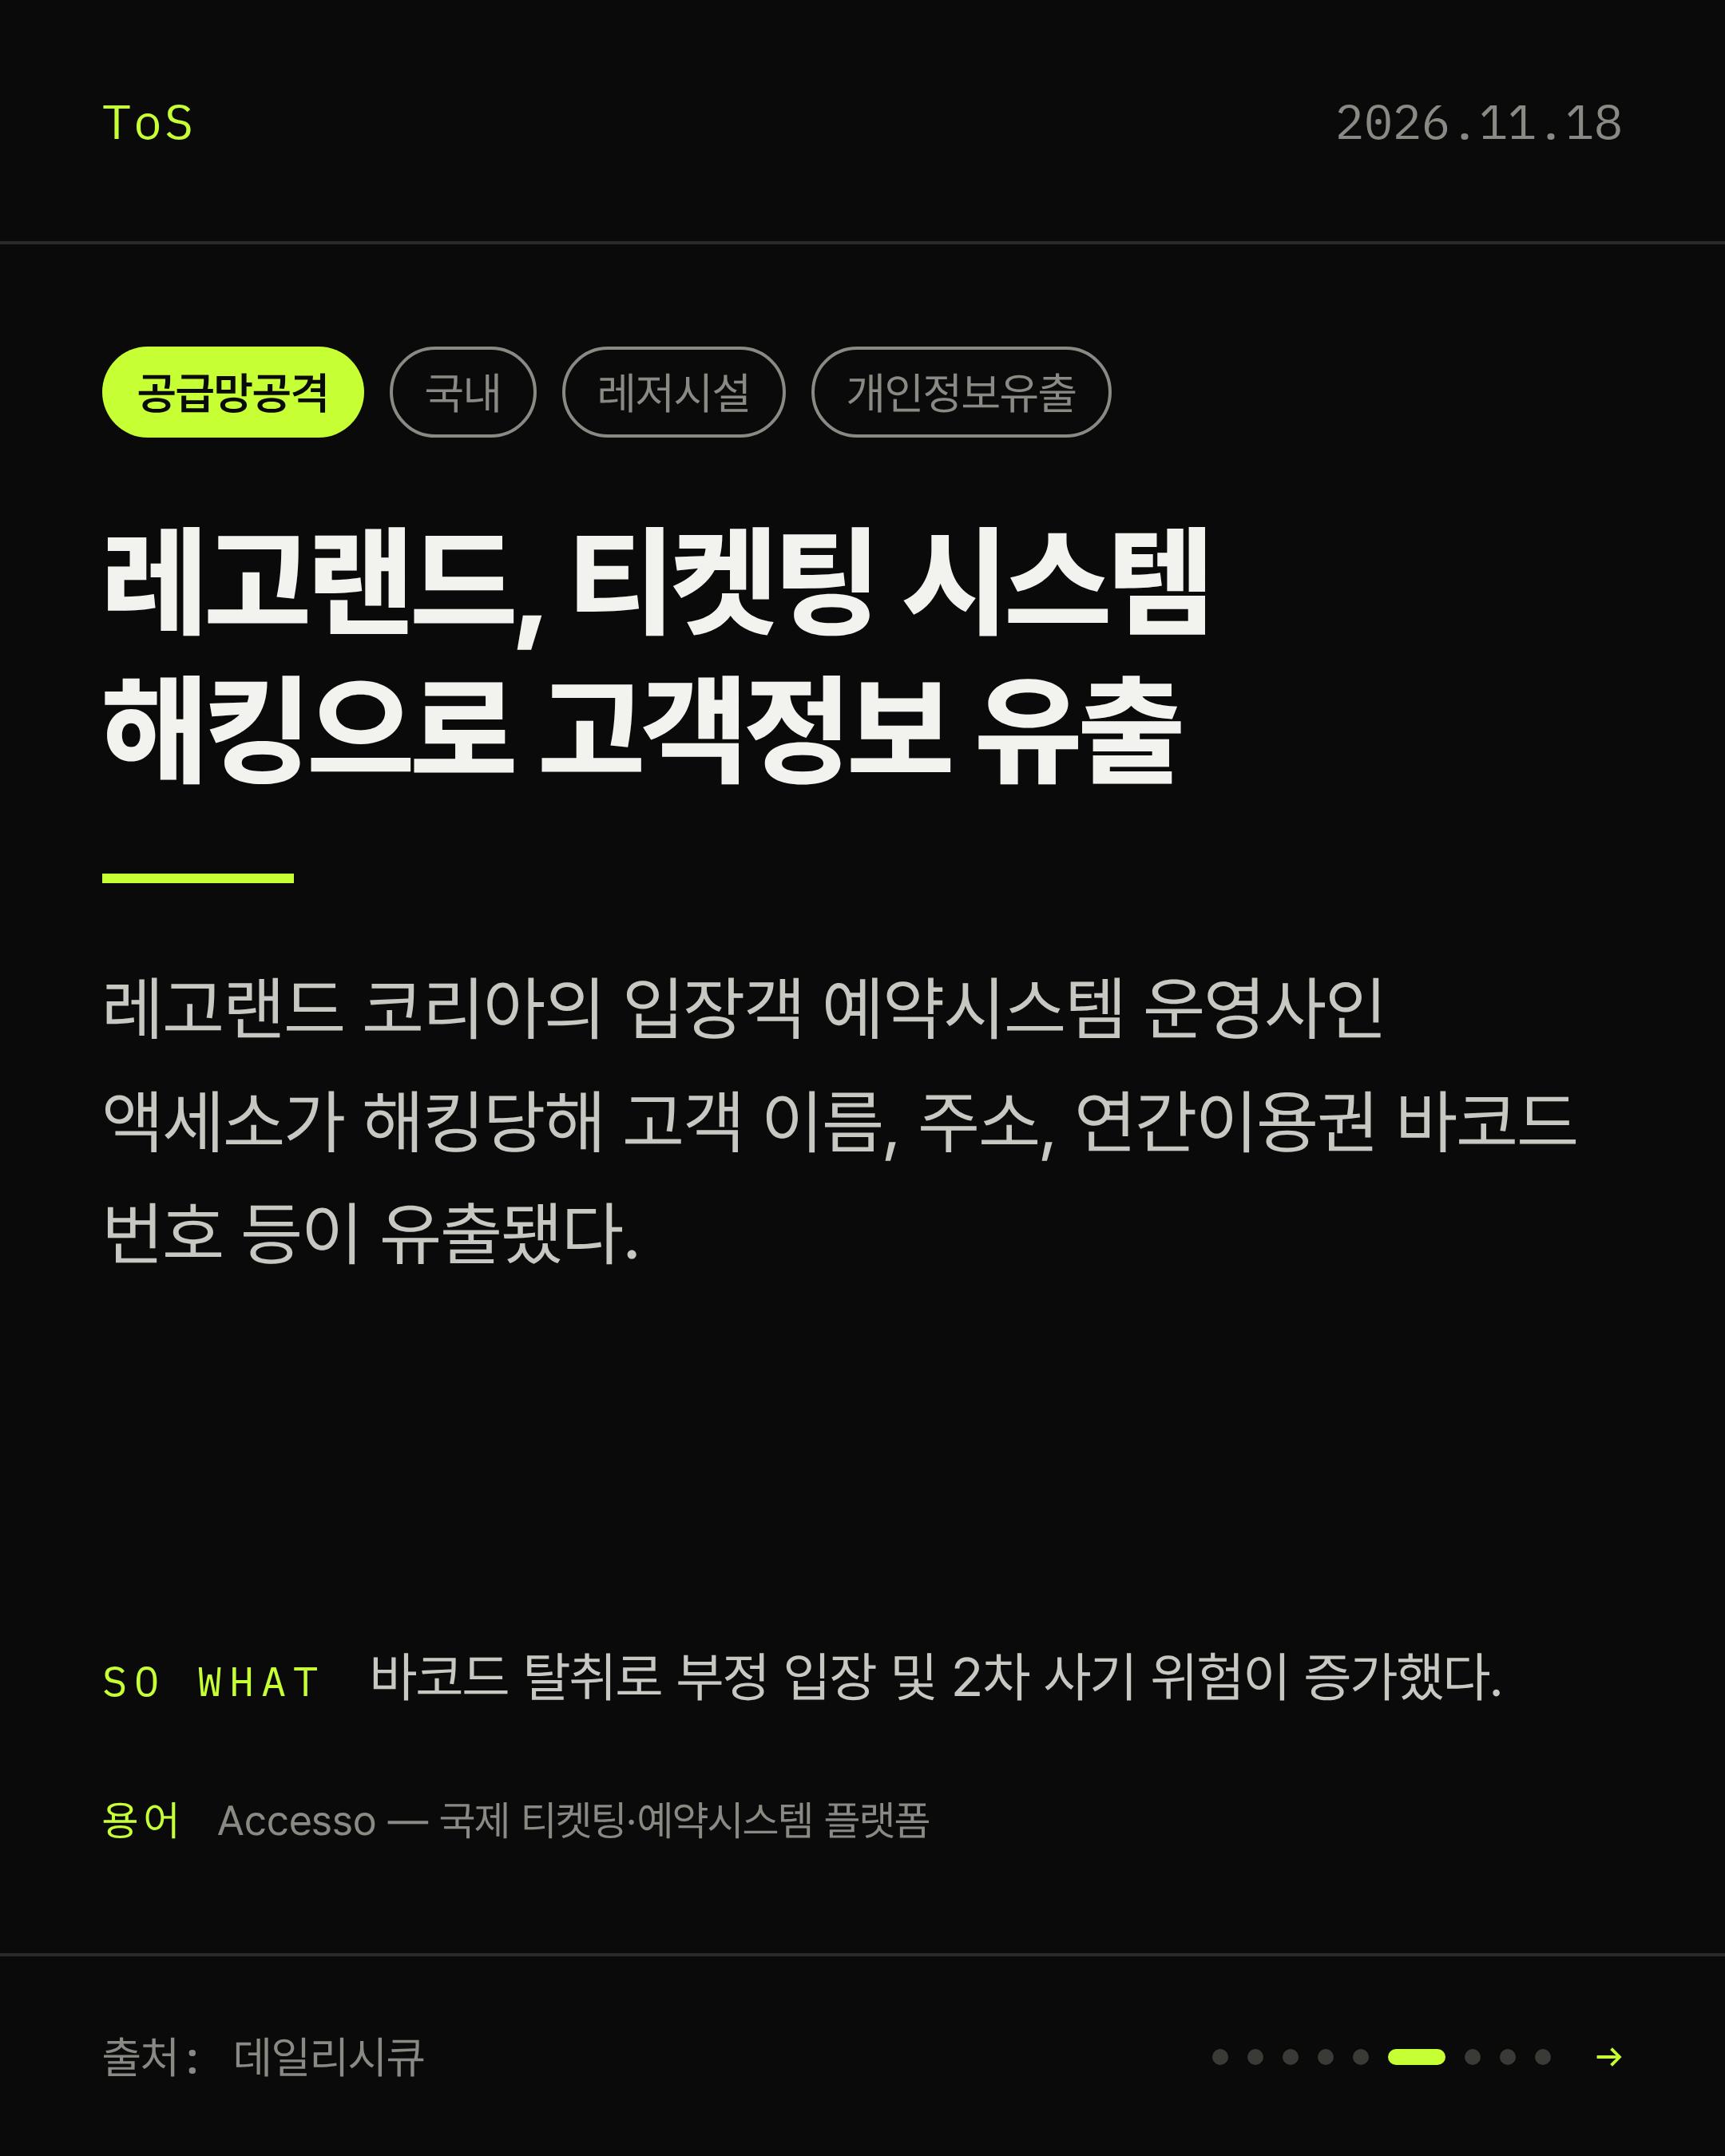 ToS
2026.11.18
공급망공격
국내
레저시설
개인정보유출
레고랜드, 티켓팅 시스템
해킹으로 고객정보 유출
레고랜드 코리아의 입장객 예약시스템 운영사인
액세소가 해킹당해 고객 이름, 주소, 연간이용권 바코드
번호 등이 유출됐다.
SO WHAT 바코드 탈취로 부정 입장 및 2차 사기 위험이 증가했다.
용어 Accesso — 국제 티켓팅·예약시스템 플랫폼
출처: 데일리시큐
→